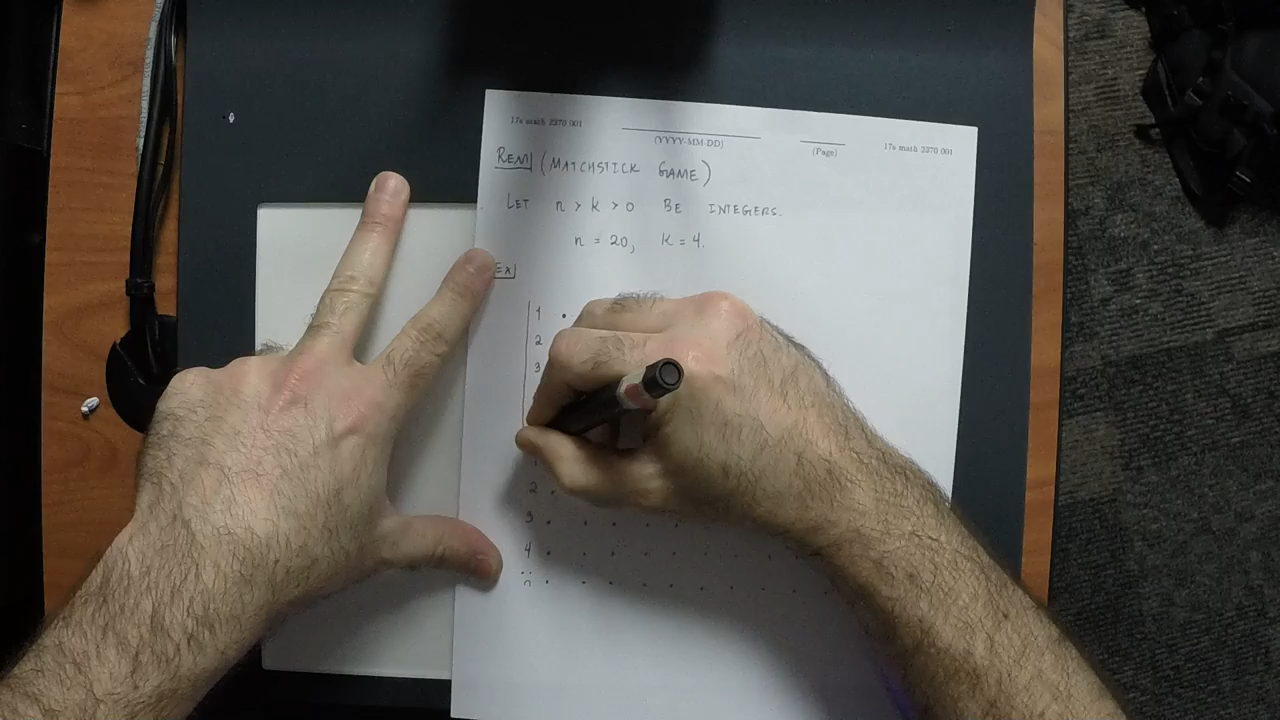 17s math 2370 001
(YYYY-MM-DD)
(Page)
17s math 2370 001
REM (MATCHSTICK GAME)
LET n > k > 0 BE INTEGERS.
n = 20, K = 4.
EX
1
2
3
1
2
3
4